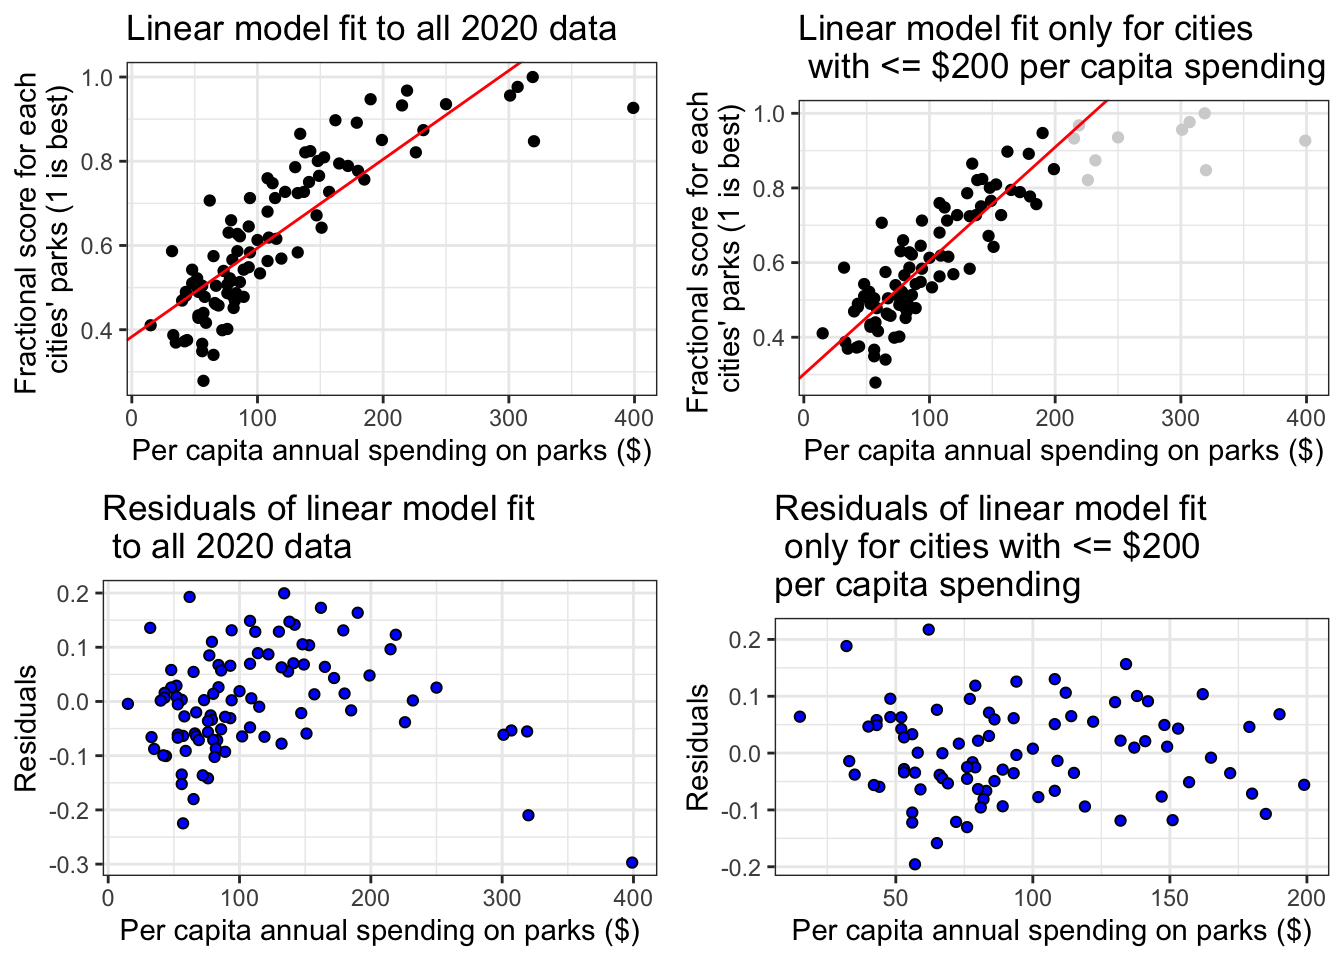 Linear model fit to all 2020 data
Fractional score for each
cities' parks (1 is best)
1.0
0.8
0.6
0.4
0
100
200
300
400
Per capita annual spending on parks ($)
Linear model fit only for cities
with <= $200 per capita spending
Fractional score for each
cities' parks (1 is best)
1.0
0.8
0.6
0.4
0
100
200
300
400
Per capita annual spending on parks ($)
Residuals of linear model fit
to all 2020 data
Residuals
0.2
0.1
0.0
-0.1
-0.2
-0.3
0
100
200
300
400
Per capita annual spending on parks ($)
Residuals of linear model fit
only for cities with <= $200
per capita spending
Residuals
0.2
0.1
0.0
-0.1
-0.2
50
100
150
200
Per capita annual spending on parks ($)